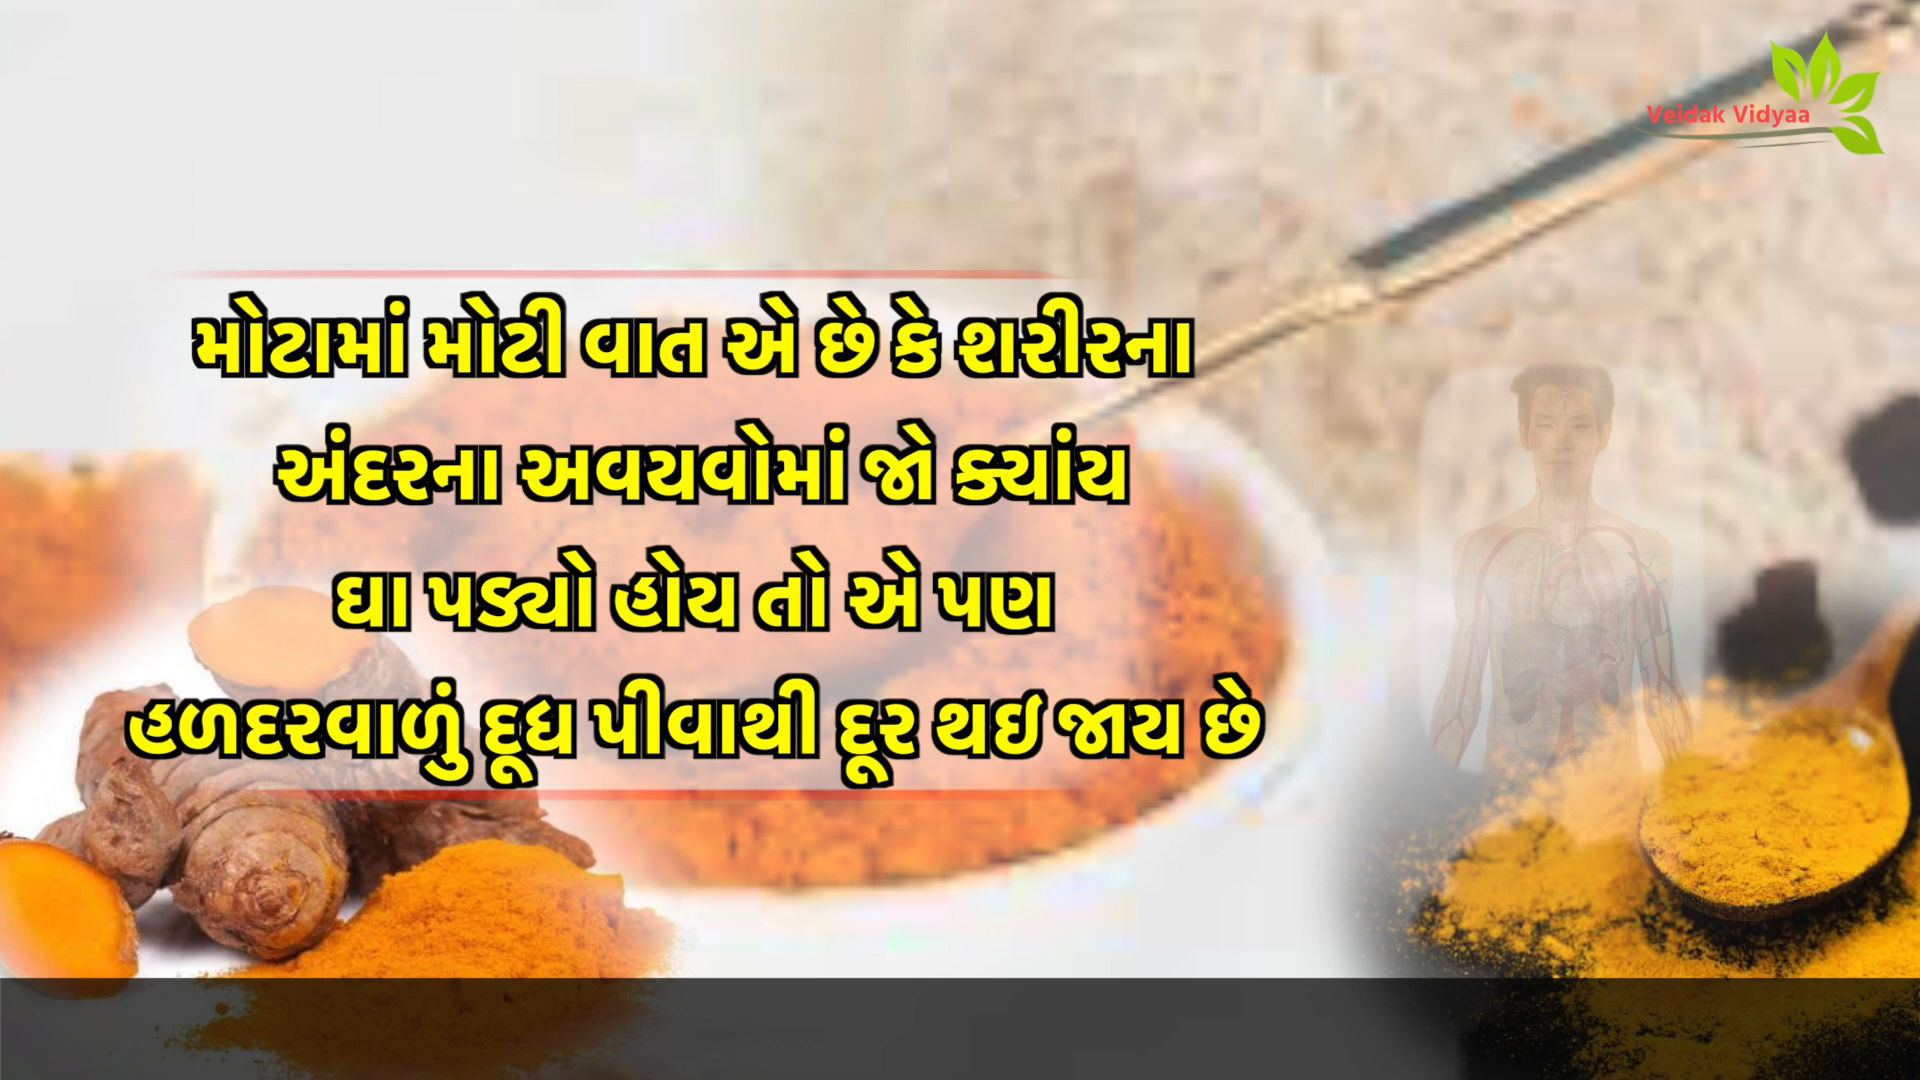 Veidak Vidyaa
મોટામાં મોટી વાત એ છે કે શરીરના
અંદરના અવયવોમાં જો ક્યાંય
ઘા પડ્યો હોય તો એ પણ
હળદરવાળું દૂધ પીવાથી દૂર થઇ જાય છે